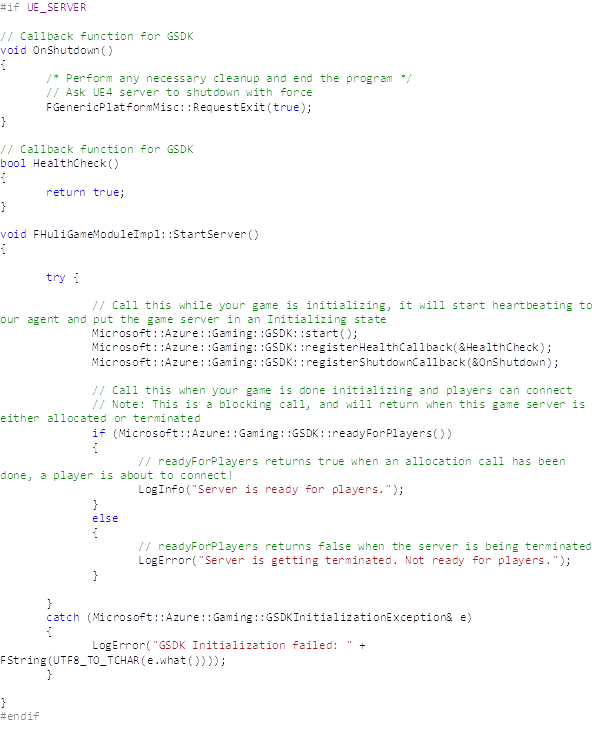 #if UE_SERVER
// Callback function for GSDK
void OnShutdown()
{
/* Perform any necessary cleanup and end the program */
// Ask UE4 server to shutdown with force
FGenericPlatformMisc::RequestExit(true);
}
// Callback function for GSDK
bool HealthCheck()
{
return true;
}
void FHuliGameModuleImpl::StartServer()
{
try {
// Call this while your game is initializing, it will start heartbeating to
our agent and put the game server in an Initializing state
Microsoft::Azure::Gaming::GSDK::start();
Microsoft::Azure::Gaming::GSDK::registerHealthCallback(&HealthCheck);
Microsoft::Azure::Gaming::GSDK::registerShutdownCallback(&OnShutdown);
// Call this when your game is done initializing and players can connect
// Note: This is a blocking call, and will return when this game server is
either allocated or terminated
if (Microsoft::Azure::Gaming::GSDK::readyForPlayers())
{
// readyForPlayers returns true when an allocation call has been
done, a player is about to connect!
LogInfo("Server is ready for players.");
}
else
{
// readyForPlayers returns false when the server is being terminated
LogError("Server is getting terminated. Not ready for players.");
}
}
catch (Microsoft::Azure::Gaming::GSDKInitializationException& e)
{
LogError("GSDK Initialization failed: " +
FString(UTF8_TO_TCHAR(e.what())));
}
}
#endif